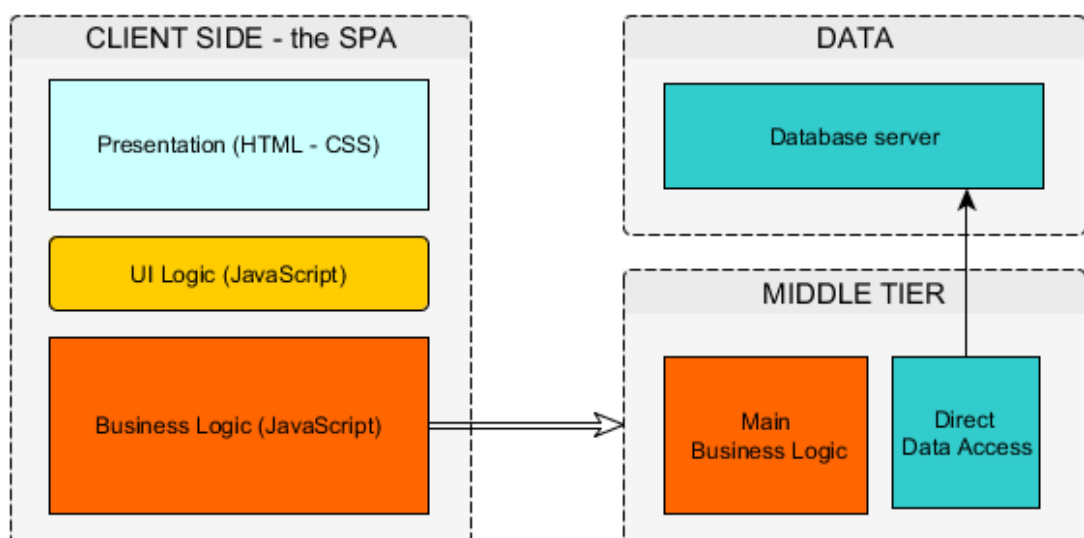 CLIENT SIDE - the SPA
Presentation (HTML - CSS)
UI Logic (JavaScript)
Business Logic (JavaScript)
DATA
Database server
MIDDLE TIER
Main
Business Logic
Direct
Data Access